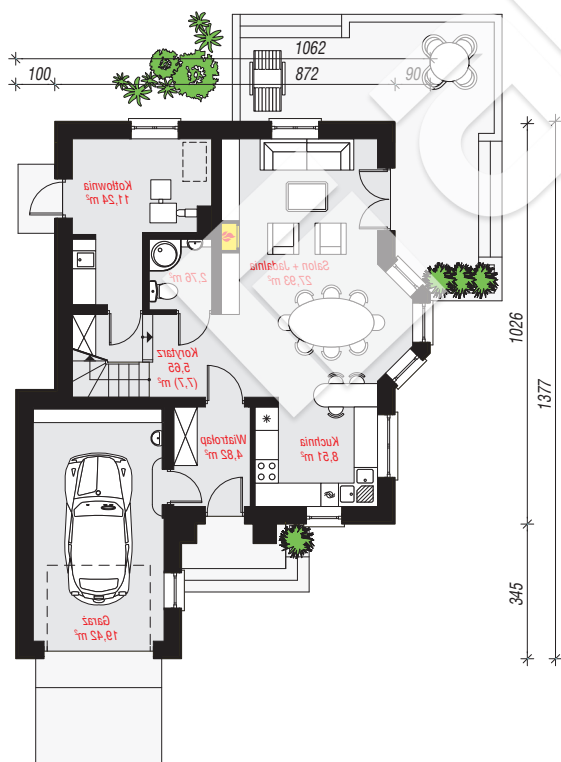 1062
100
872
90
Kotłownia
11,24 m²
2,76 m²
Salon + Jadalnia
27,93 m²
1026
1377
Korytarz
5,65
(7,7) m²
Wiatrołap
4,82 m²
Kuchnia
8,51 m²
345
Garaż
19,42 m²